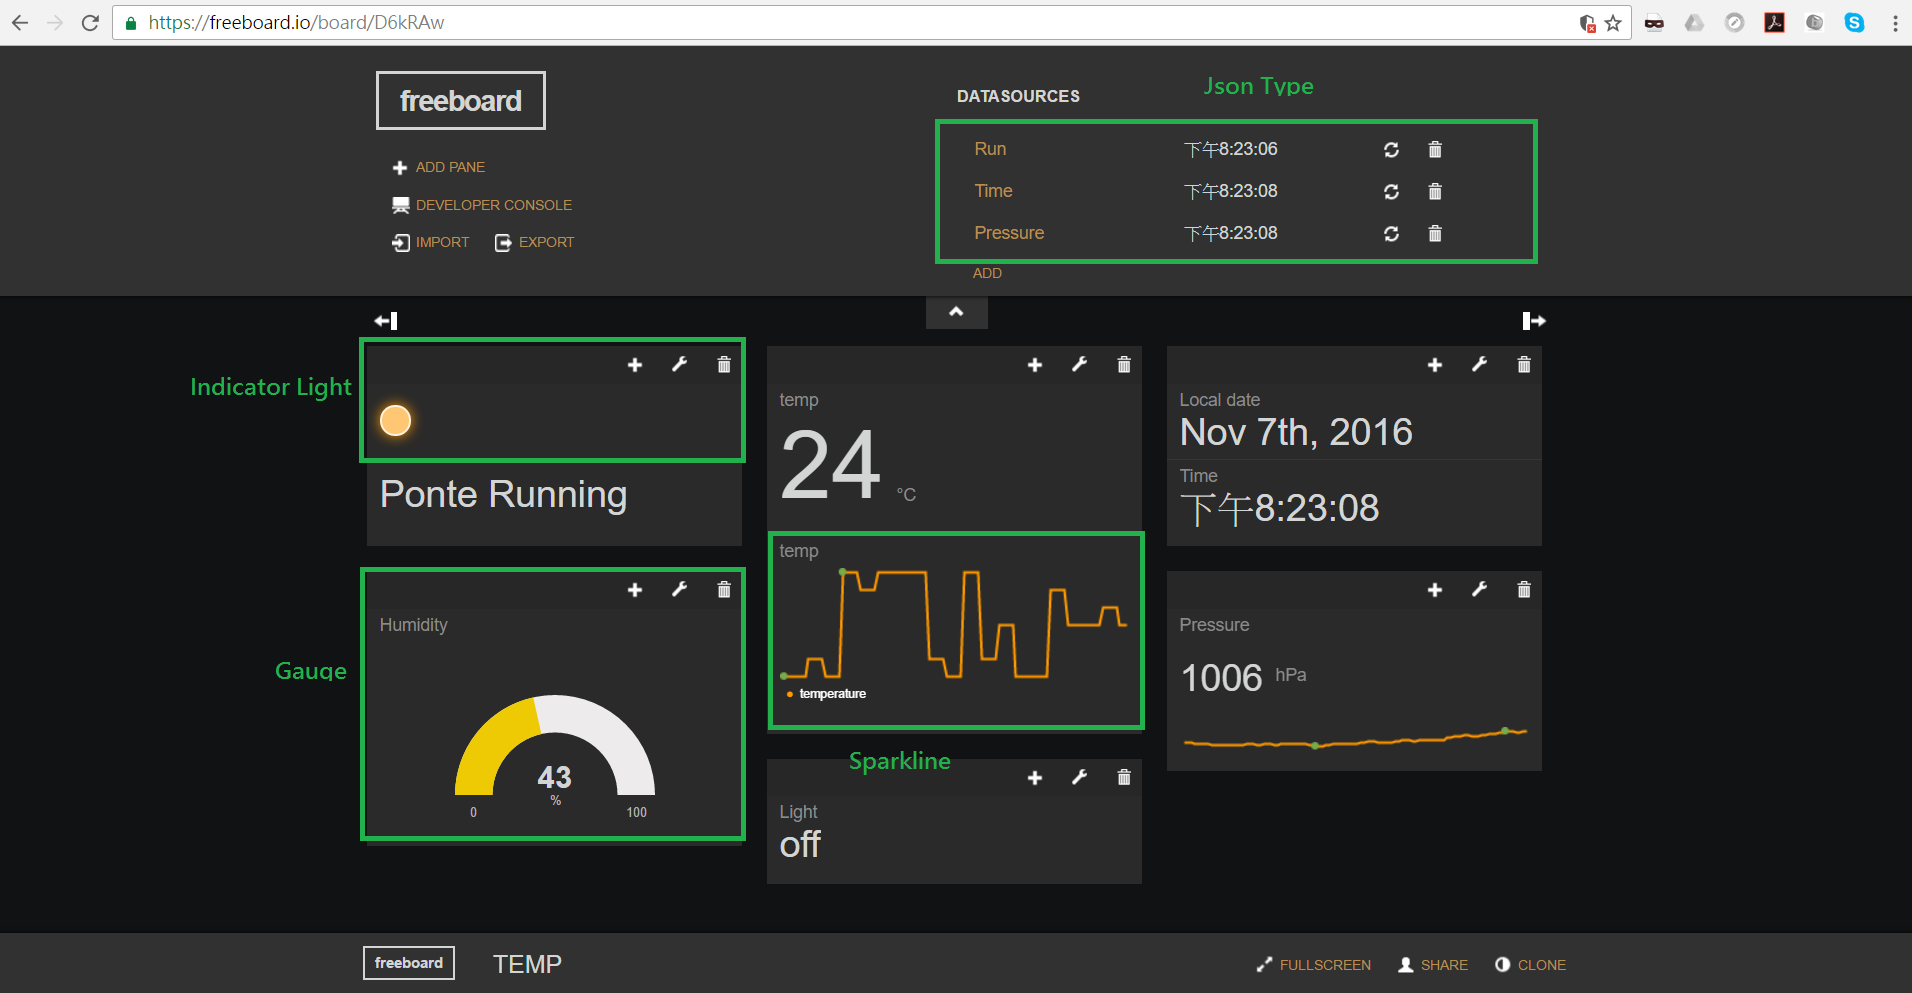 https://freeboard.io/board/D6kRAw
freeboard
ADD PANE
DEVELOPER CONSOLE
IMPORT EXPORT
DATASOURCES
Json Type
Run 下午8:23:06
Time 下午8:23:08
Pressure 下午8:23:08
ADD
Indicator Light
Ponte Running
Gauge
Humidity
43
%
0 100
temp
24 °C
temp
temperature
Sparkline
Light
off
Local date
Nov 7th, 2016
Time
下午8:23:08
Pressure
1006 hPa
freeboard TEMP FULLSCREEN SHARE CLONE